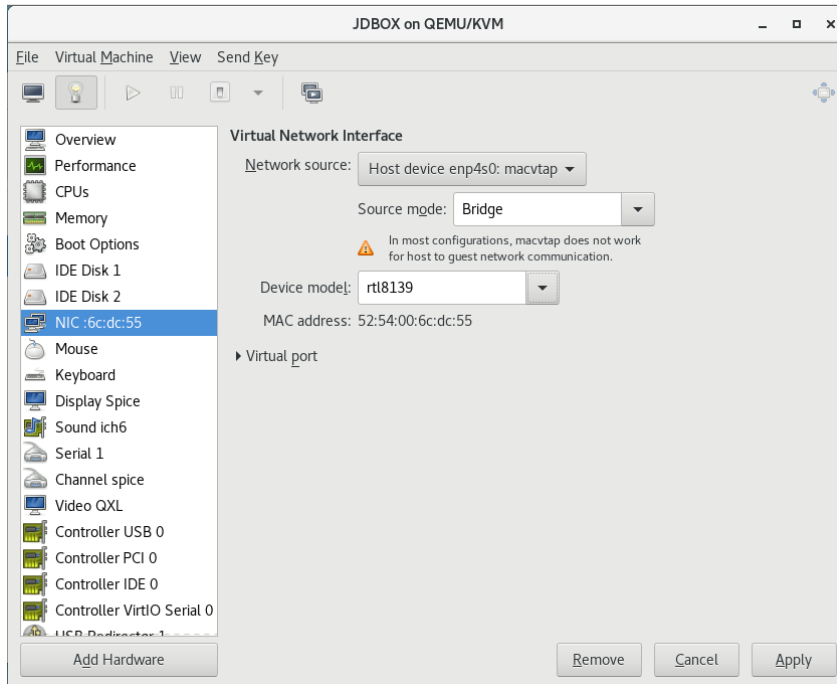 JDBOX on QEMU/KVM
File Virtual Machine View Send Key
Overview
Performance
CPUs
Memory
Boot Options
IDE Disk 1
IDE Disk 2
NIC :6c:dc:55
Mouse
Keyboard
Display Spice
Sound ich6
Serial 1
Channel spice
Video QXL
Controller USB 0
Controller PCI 0
Controller IDE 0
Controller VirtIO Serial 0
USB Redirector 1
Add Hardware
Virtual Network Interface
Network source: Host device enp4s0: macvtap
Source mode: Bridge
In most configurations, macvtap does not work
for host to guest network communication.
Device model: rtl8139
MAC address: 52:54:00:6c:dc:55
Virtual port
Remove Cancel Apply